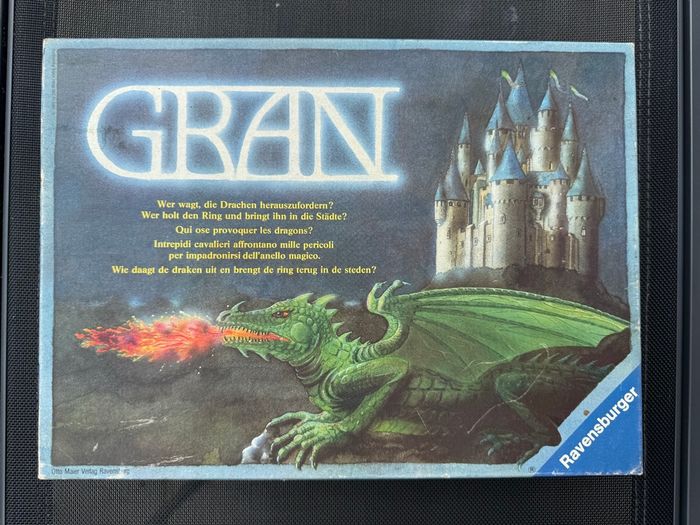 GRAN
Wer wagt, die Drachen herauszufordern?
Wer holt den Ring und bringt ihn in die Städte?
Qui ose provoquer les dragons?
Intrepidi cavalieri affrontano mille pericoli
per impadronirsi dell'anello magico.
Wie daagt de draken uit en brengt de ring terug in de steden?
Otto Maier Verlag Ravensburg
®
Ravensburger